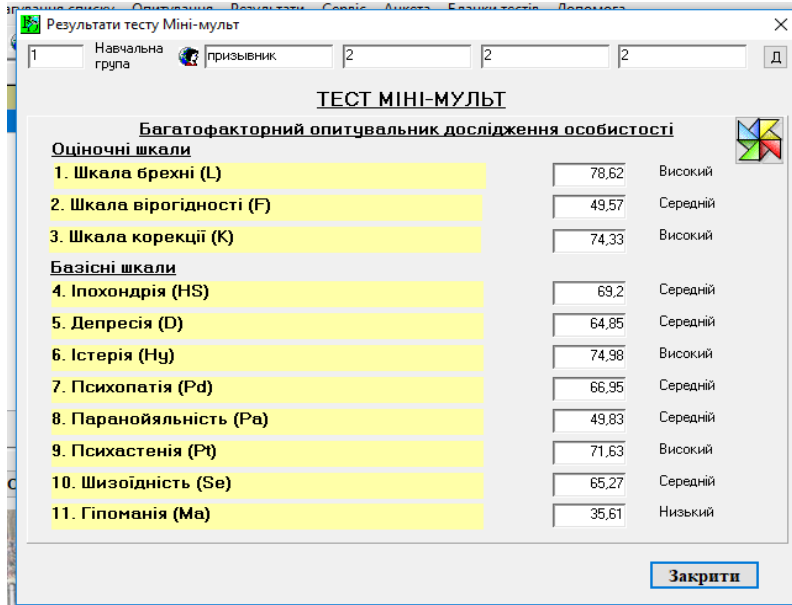 Результати тесту Міні-мульт
1 Навчальна група призывник 2 2 2 Д
ТЕСТ МІНІ-МУЛЬТ
Багатофакторний опитувальник дослідження особистості
Оціночні шкали
1. Шкала брехні (L) 78,62 Високий
2. Шкала вірогідності (F) 49,57 Середній
3. Шкала корекції (K) 74,33 Високий
Базісні шкали
4. Іпохондрія (HS) 69,2 Середній
5. Депресія (D) 64,85 Середній
6. Істерія (Hy) 74,98 Високий
7. Психопатія (Pd) 66,95 Середній
8. Паранойяльність (Pa) 49,83 Середній
9. Психастенія (Pt) 71,63 Високий
10. Шизоїдність (Se) 65,27 Середній
11. Гіпоманія (Ma) 35,61 Низький
Закрити